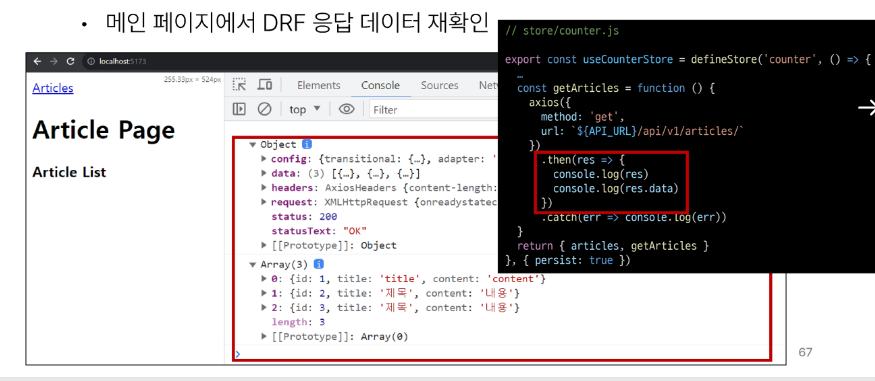 • 메인 페이지에서 DRF 응답 데이터 재확인
localhost:5173
Articles
255.33px × 524px
Article Page
Article List
Elements Console Sources
top Filter
▼ Object
▶ config: {transitional: {…}, adapter: '
▶ data: (3) [{…}, {…}, {…}]
▶ headers: AxiosHeaders {content-length:
▶ request: XMLHttpRequest {onreadystatec
status: 200
statusText: "OK"
▶ [[Prototype]]: Object
▼ Array(3)
▶ 0: {id: 1, title: 'title', content: 'content'}
▶ 1: {id: 2, title: '제목', content: '내용'}
▶ 2: {id: 3, title: '제목', content: '내용'}
length: 3
▶ [[Prototype]]: Array(0)
>
// store/counter.js
export const useCounterStore = defineStore('counter', () => {
…
const getArticles = function () {
axios({
method: 'get',
url: `${API_URL}/api/v1/articles/`
})
.then(res => {
console.log(res)
console.log(res.data)
})
.catch(err => console.log(err))
}
return { articles, getArticles }
}, { persist: true })
67